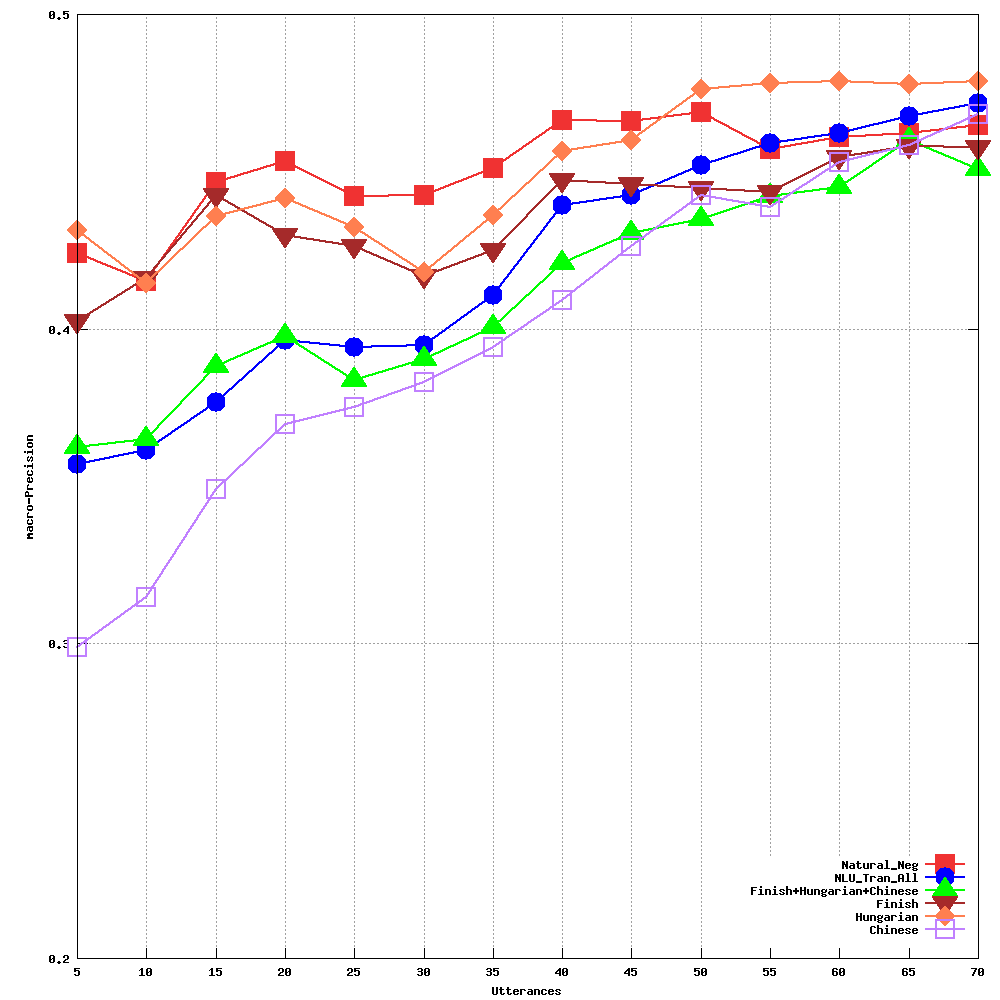 0.5
0.4
0.3
0.2
macro-Precision
5 10 15 20 25 30 35 40 45 50 55 60 65 70
Utterances
Natural_Neg
NLU_Tran_All
Finish+Hungarian+Chinese
Finish
Hungarian
Chinese